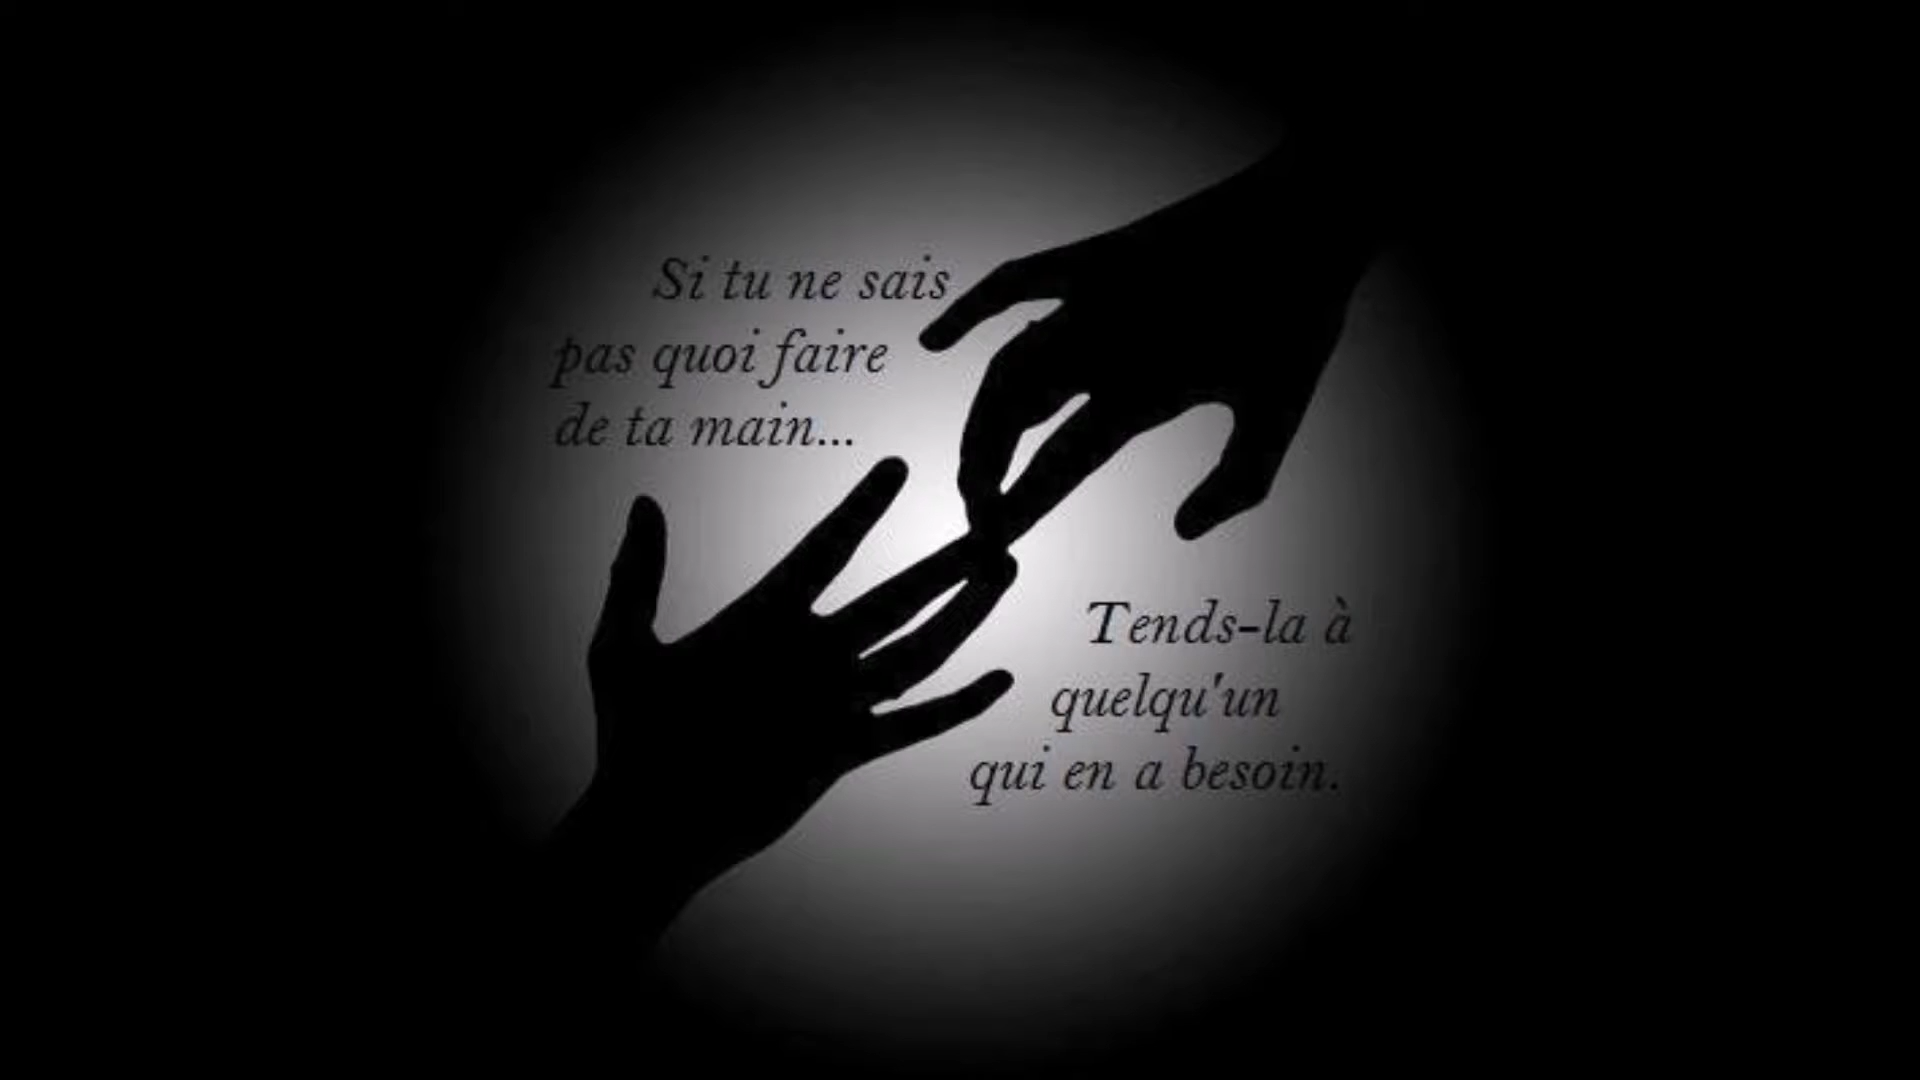 Si tu ne sais
pas quoi faire
de ta main...
Tends-la à
quelqu'un
qui en a besoin.